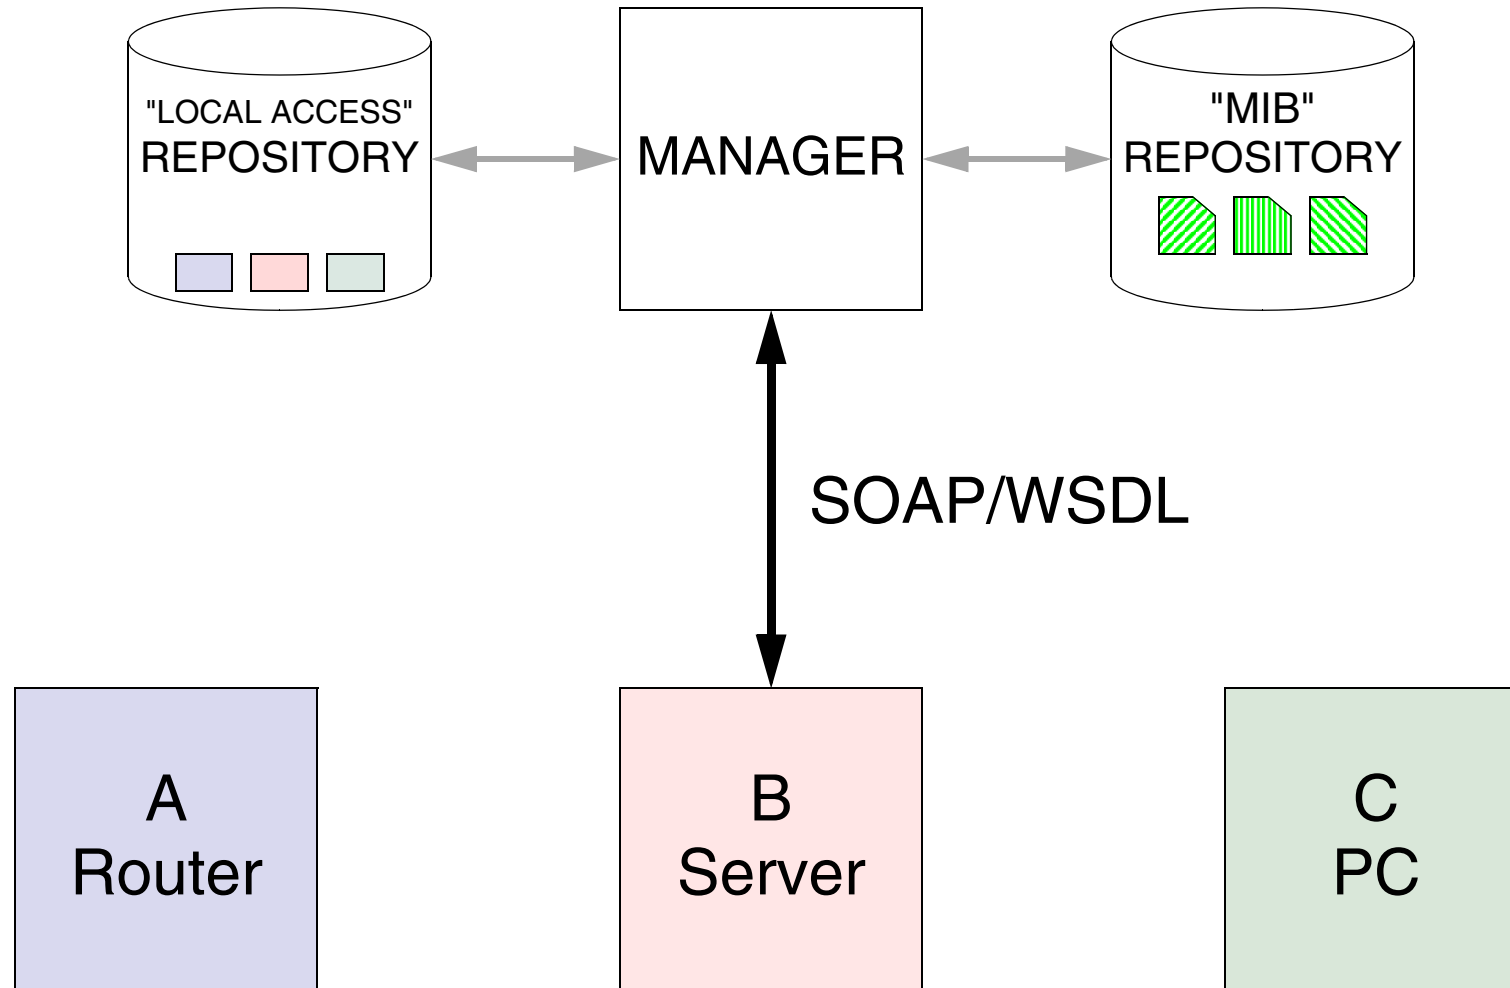 "LOCAL ACCESS"
REPOSITORY
MANAGER
"MIB"
REPOSITORY
SOAP/WSDL
A
Router
B
Server
C
PC